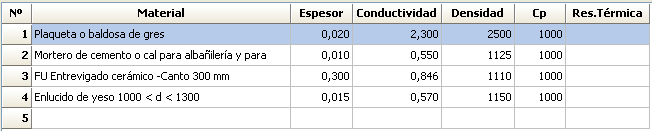 Nº Material Espesor Conductividad Densidad Cp Res.Térmica
1 Plaqueta o baldosa de gres 0,020 2,300 2500 1000
2 Mortero de cemento o cal para albañilería y para 0,010 0,550 1125 1000
3 FU Entrevigado cerámico -Canto 300 mm 0,300 0,846 1110 1000
4 Enlucido de yeso 1000 < d < 1300 0,015 0,570 1150 1000
5